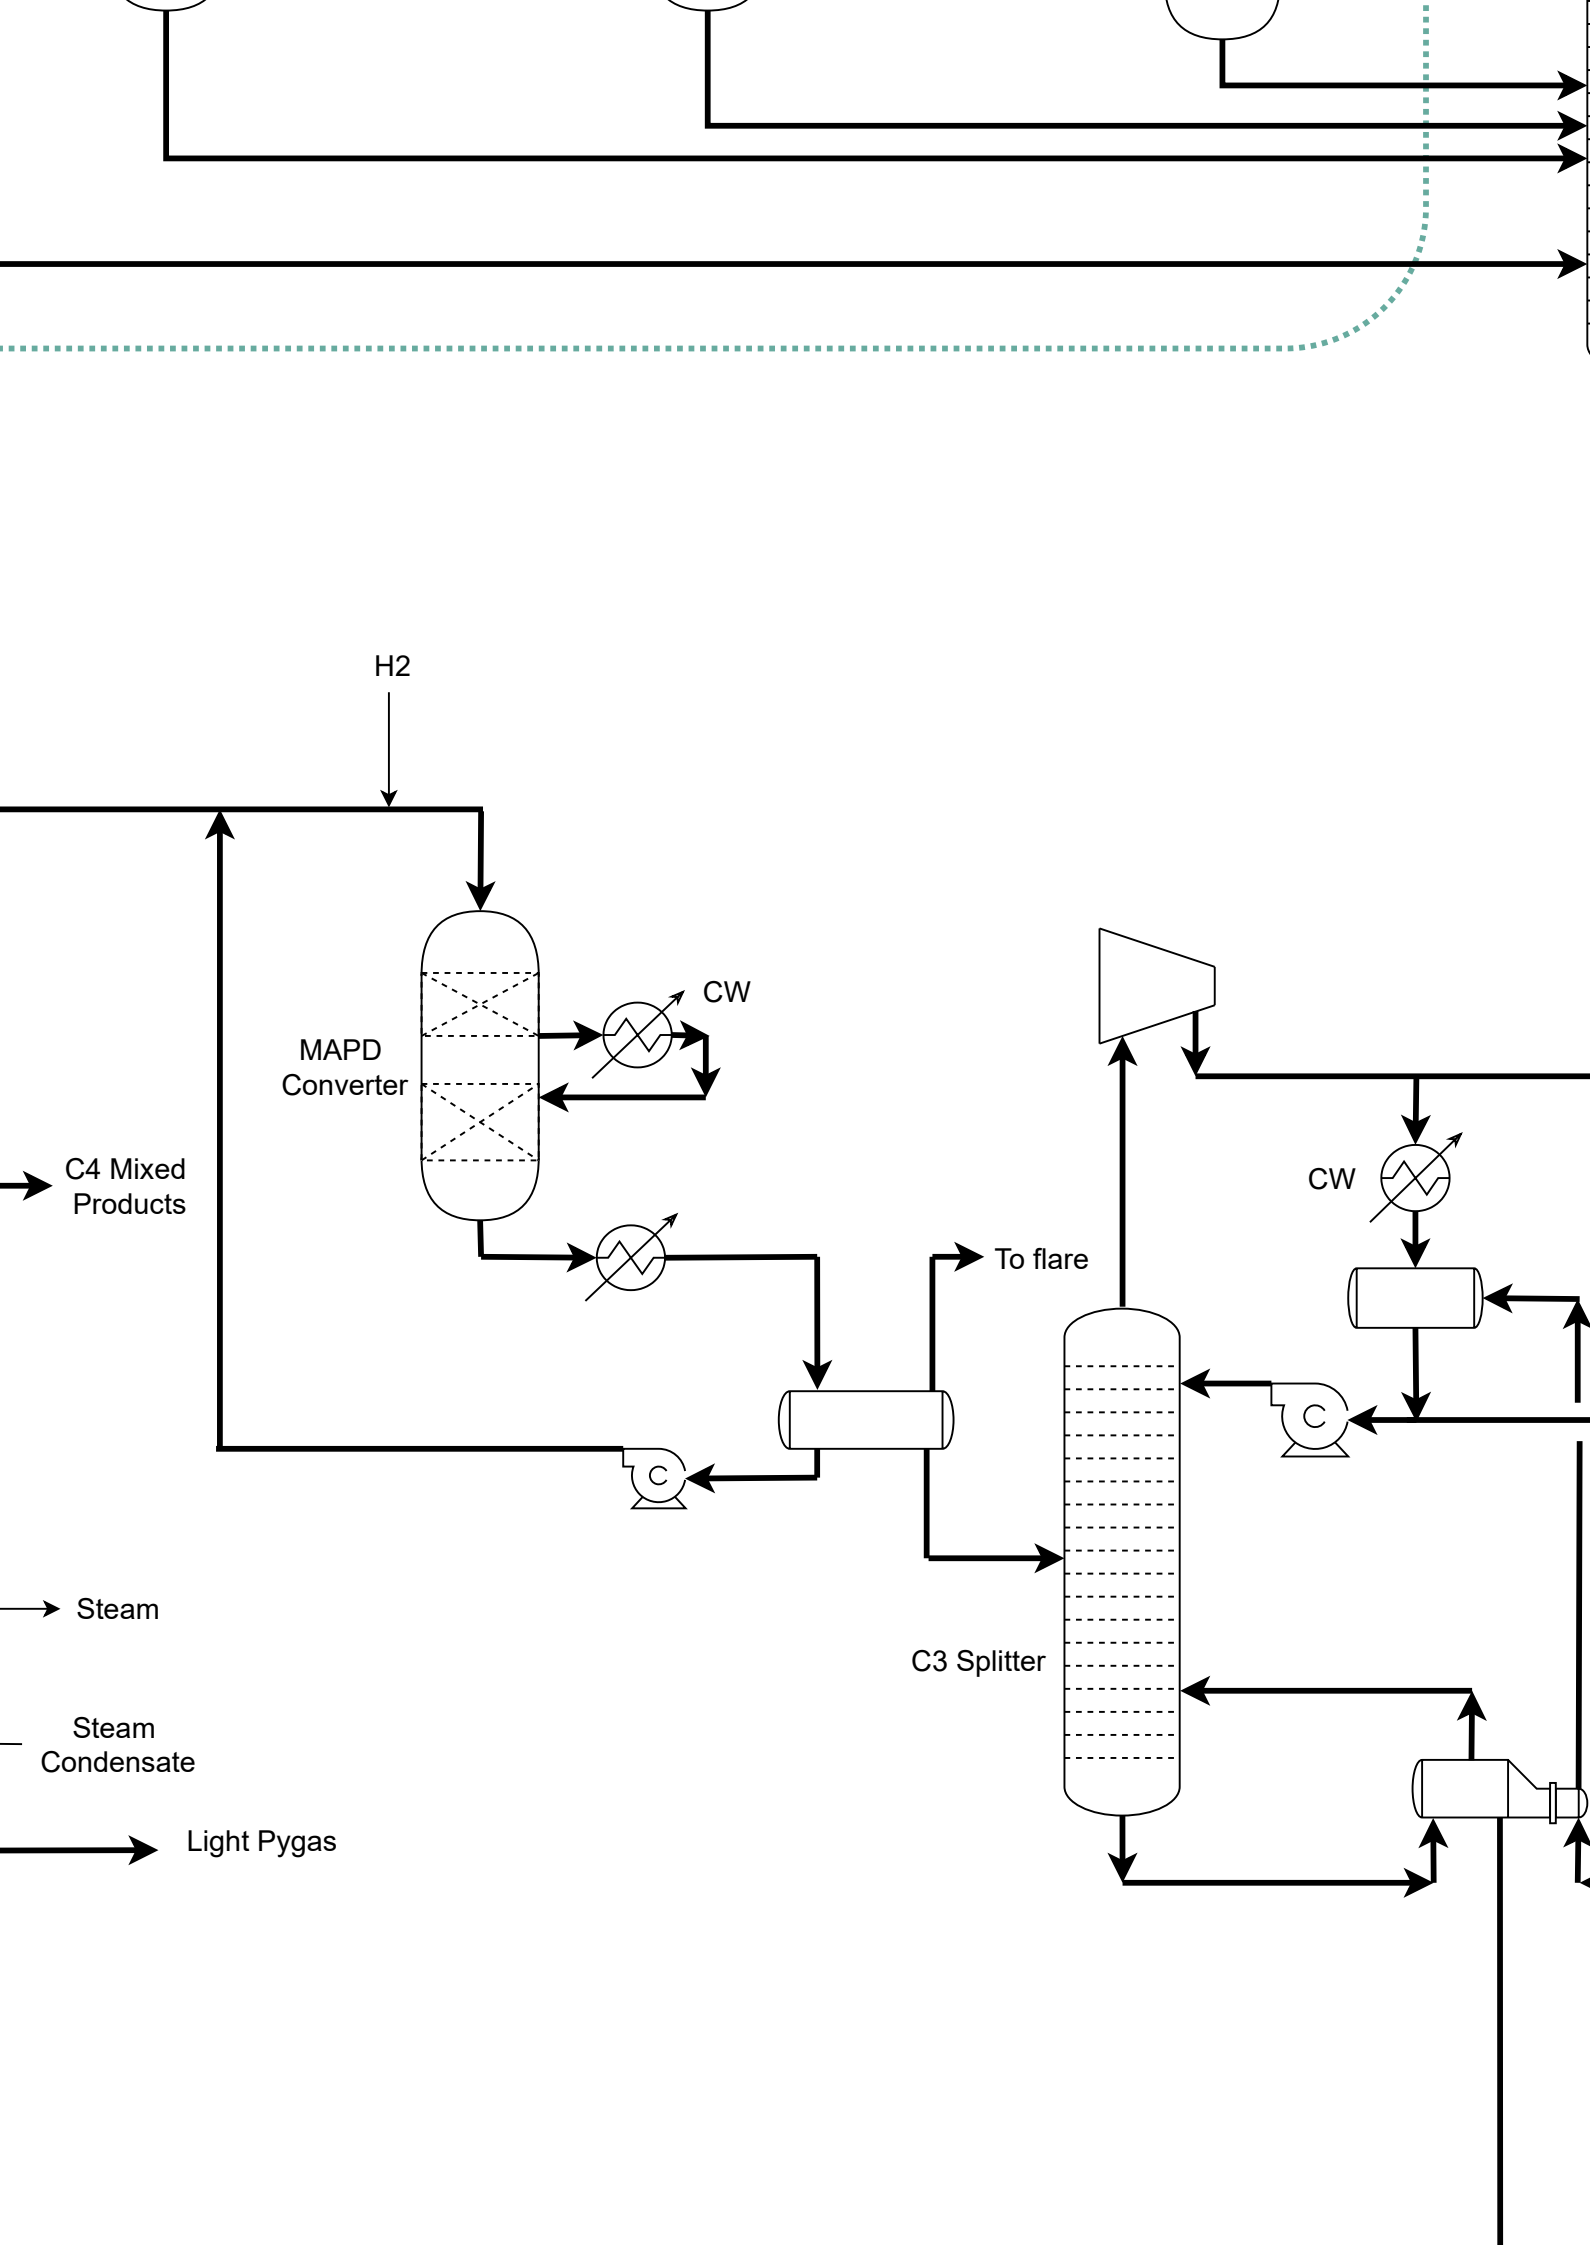 H2
CW
MAPD
Converter
C4 Mixed
Products
CW
To flare
C
C
Steam
C3 Splitter
Steam
Condensate
Light Pygas